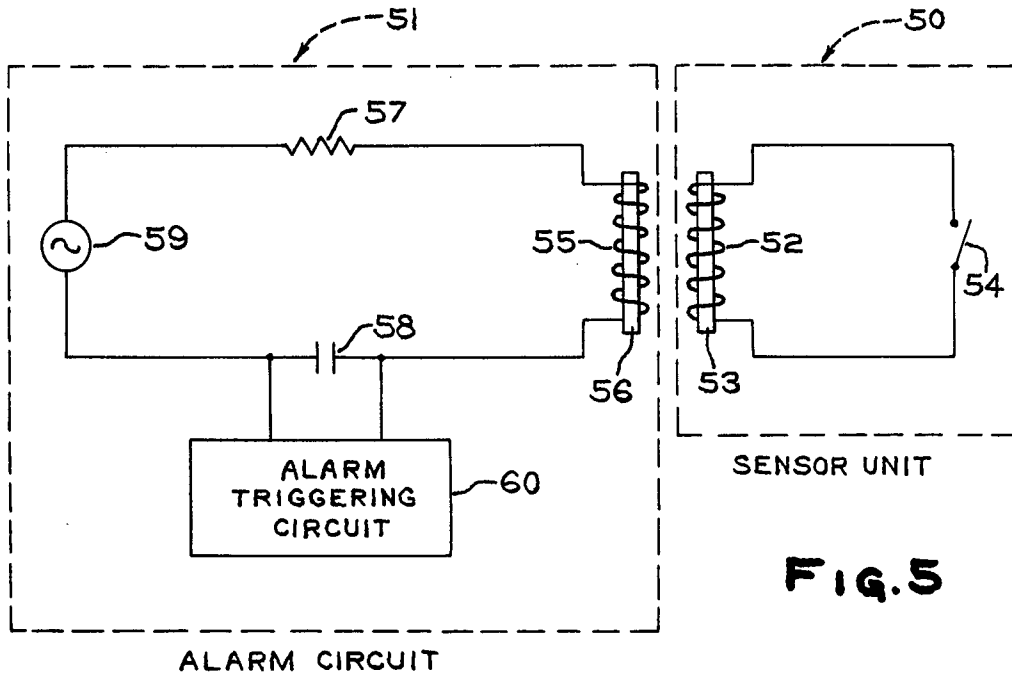 51
50
57
59
55
52
54
58
56
53
ALARM
TRIGGERING
CIRCUIT
60
SENSOR UNIT
FIG.5
ALARM CIRCUIT